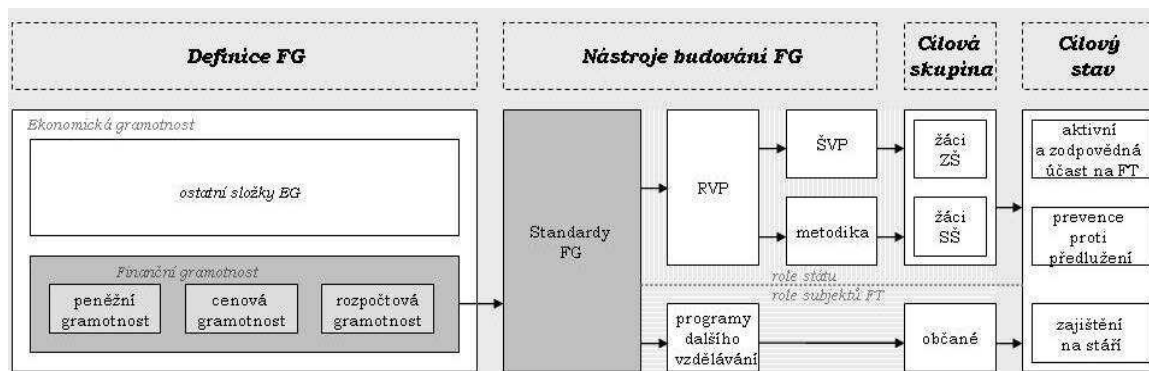 Definice FG
Nástroje budování FG
Cílová
skupina
Cílový
stav
Ekonomická gramotnost
ostatní složky EG
Finanční gramotnost
peněžní
gramotnost
cenová
gramotnost
rozpočtová
gramotnost
Standardy
FG
RVP
ŠVP
metodika
role státu
role subjektů FT
programy
dalšího
vzdělávání
žáci
ZŠ
žáci
SŠ
občané
aktivní
a zodpovědná
účast na FT
prevence
proti
předlužení
zajištění
na stáří